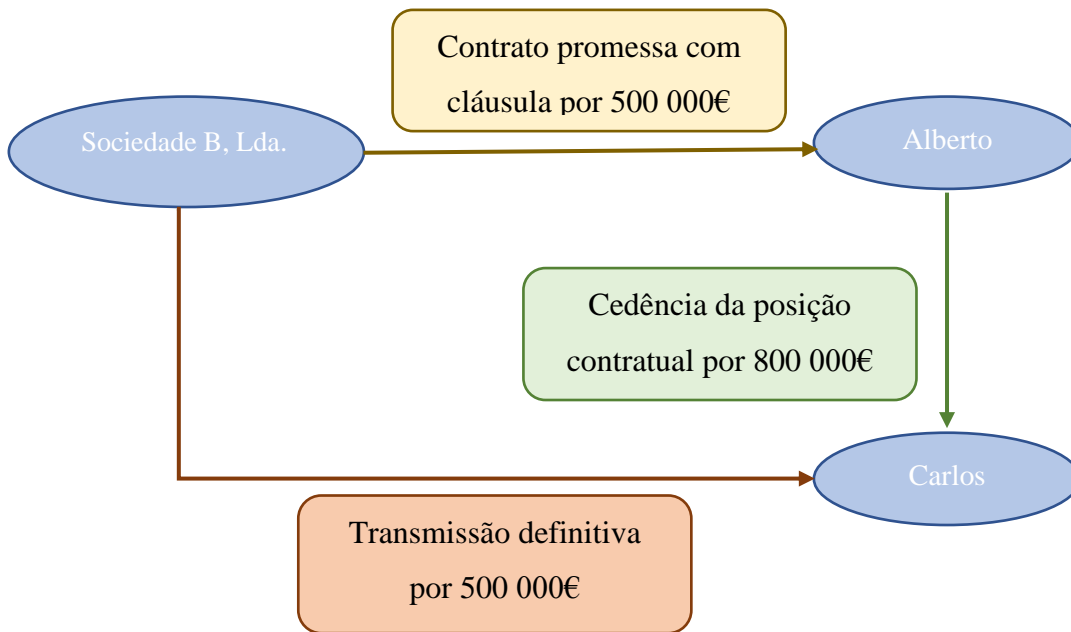 Contrato promessa com
cláusula por 500 000€
Sociedade B, Lda.
Alberto
Cedência da posição
contratual por 800 000€
Carlos
Transmissão definitiva
por 500 000€